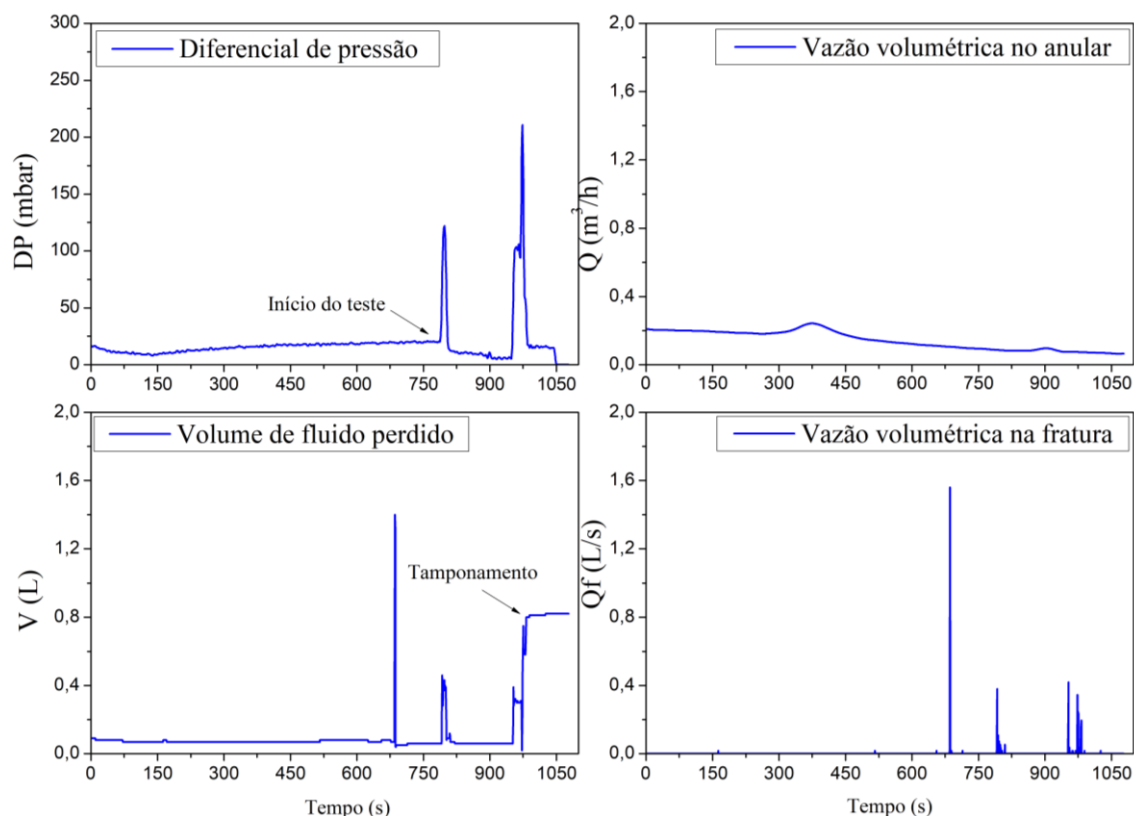 Diferencial de pressão
300
250
200
150
100
50
0
DP (mbar)
Início do teste
0 150 300 450 600 750 900 1050
Vazão volumétrica no anular
2,0
1,6
1,2
0,8
0,4
0,0
Q (m³/h)
0 150 300 450 600 750 900 1050
Volume de fluido perdido
2,0
1,6
1,2
0,8
0,4
0,0
V (L)
Tamponamento
0 150 300 450 600 750 900 1050
Tempo (s)
Vazão volumétrica na fratura
2,0
1,6
1,2
0,8
0,4
0,0
Qf (L/s)
0 150 300 450 600 750 900 1050
Tempo (s)